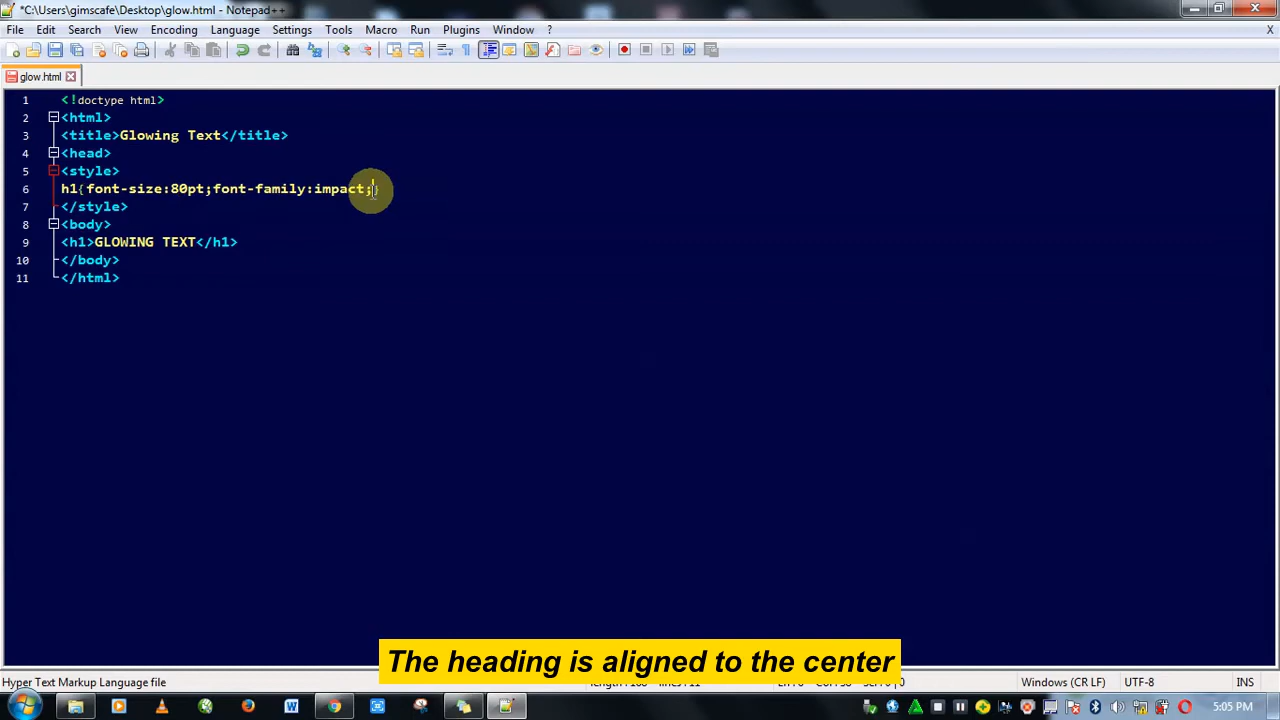 *C:\Users\gimscafe\Desktop\glow.html - Notepad++
File Edit Search View Encoding Language Settings Tools Macro Run Plugins Window ? X
glow.html
1 <!doctype html>
2 <html>
3 <title>Glowing Text</title>
4 <head>
5 <style>
6 h1{font-size:80pt;font-family:impact;}
7 </style>
8 <body>
9 <h1>GLOWING TEXT</h1>
10 </body>
11 </html>
The heading is aligned to the center
Hyper Text Markup Language file Windows (CR LF) UTF-8 INS
5:05 PM